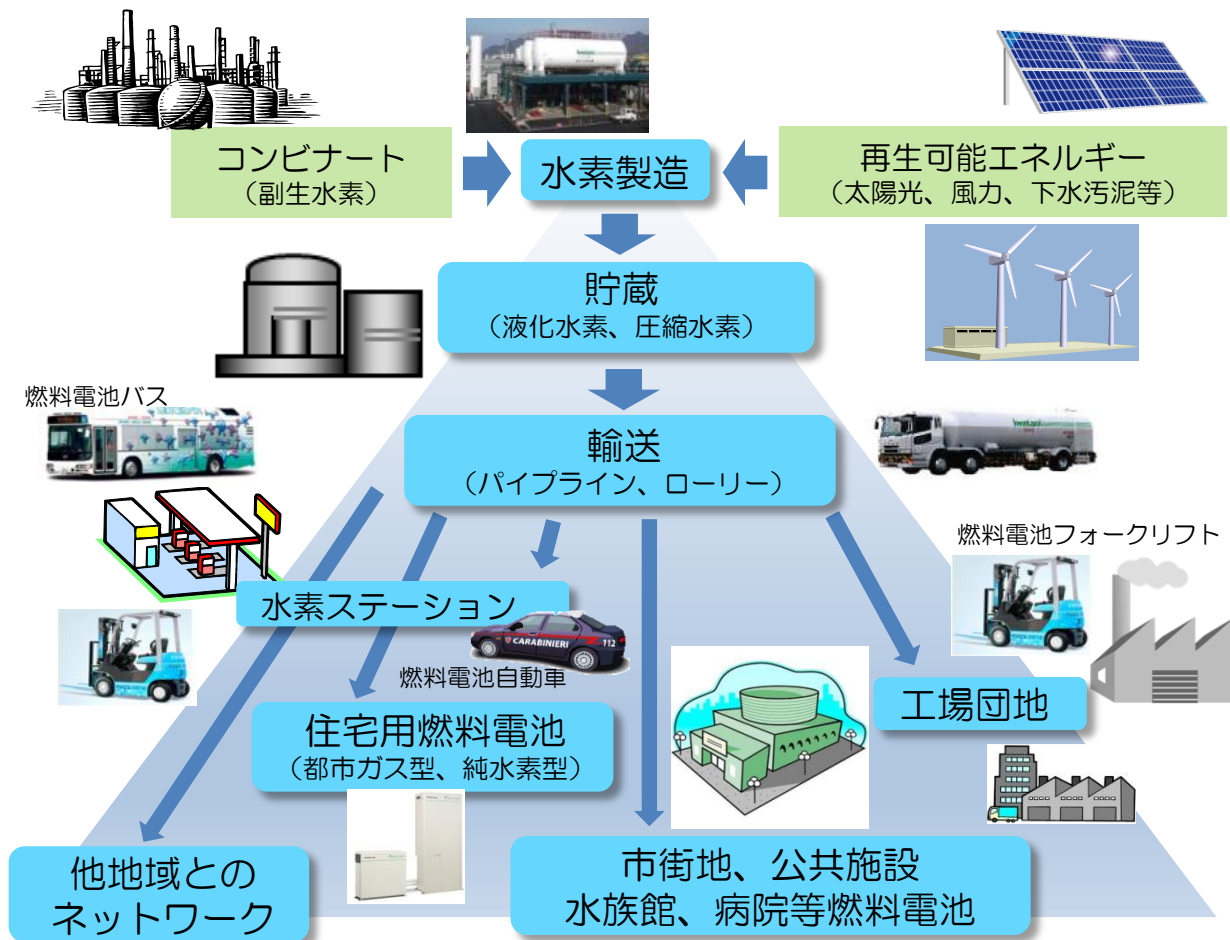 コンビナート
（副生水素）
水素製造
再生可能エネルギー
（太陽光、風力、下水汚泥等）
貯蔵
（液化水素、圧縮水素）
燃料電池バス
輸送
（パイプライン、ローリー）
Iwatani
燃料電池フォークリフト
水素ステーション
CARABINIERI 112
燃料電池自動車
工場団地
住宅用燃料電池
（都市ガス型、純水素型）
他地域との
ネットワーク
市街地、公共施設
水族館、病院等燃料電池